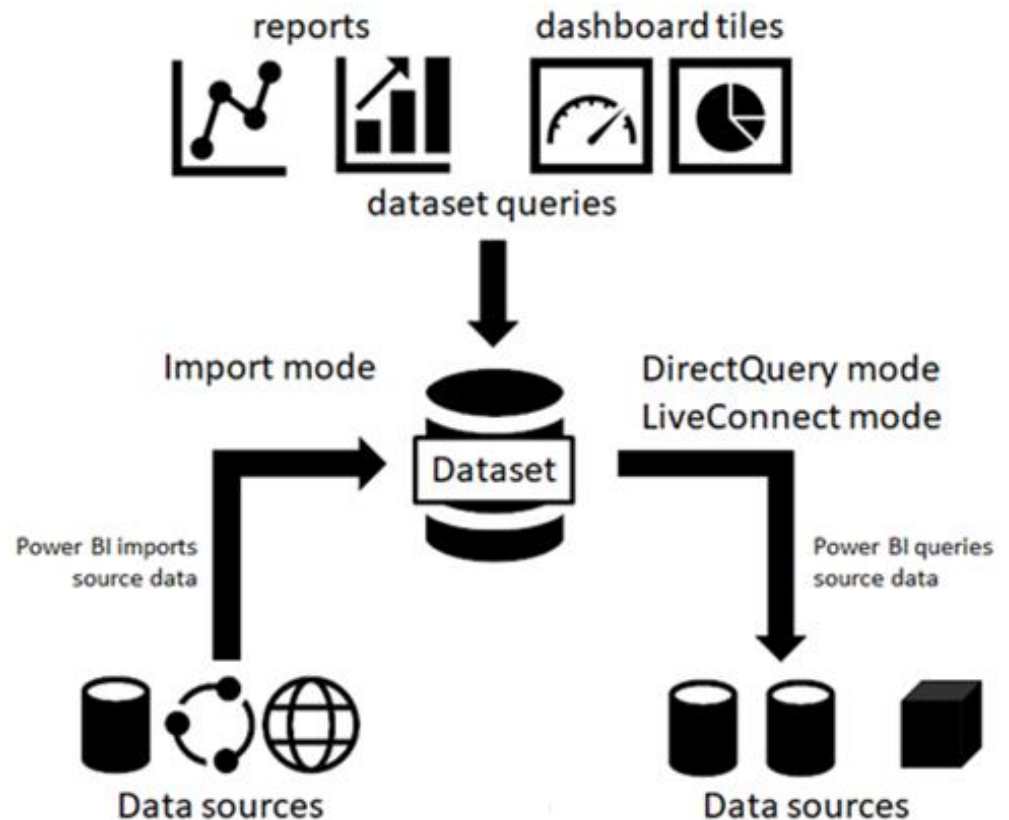 reports
dashboard tiles
dataset queries
Import mode
DirectQuery mode
LiveConnect mode
Dataset
Power BI imports
source data
Power BI queries
source data
Data sources
Data sources